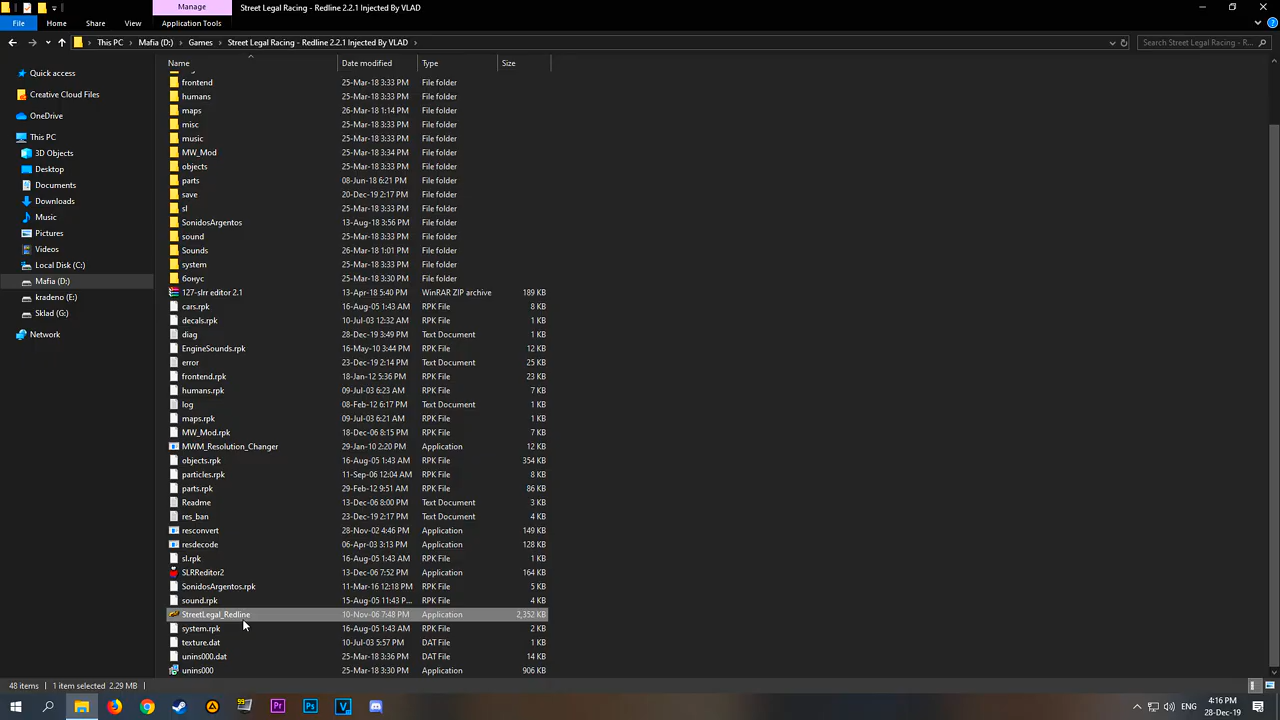 Manage
Street Legal Racing - Redline 2.2.1 Injected By VLAD
File Home Share View Application Tools
This PC Mafia (D:) Games Street Legal Racing - Redline 2.2.1 Injected By VLAD
Search Street Legal Racing - R...
Name Date modified Type Size
Quick access
Creative Cloud Files
OneDrive
This PC
3D Objects
Desktop
Documents
Downloads
Music
Pictures
Videos
Local Disk (C:)
Mafia (D:)
kradeno (E:)
Sklad (G:)
Network
frontend 25-Mar-18 3:33 PM File folder
humans 25-Mar-18 3:33 PM File folder
maps 26-Mar-18 1:14 PM File folder
misc 25-Mar-18 3:33 PM File folder
music 25-Mar-18 3:33 PM File folder
MW_Mod 25-Mar-18 3:34 PM File folder
objects 25-Mar-18 3:33 PM File folder
parts 08-Jun-18 6:21 PM File folder
save 20-Dec-19 2:17 PM File folder
sl 25-Mar-18 3:33 PM File folder
SonidosArgentos 13-Aug-18 3:56 PM File folder
sound 25-Mar-18 3:33 PM File folder
Sounds 26-Mar-18 1:01 PM File folder
system 25-Mar-18 3:33 PM File folder
бонус 25-Mar-18 3:30 PM File folder
127-slrr editor 2.1 13-Apr-18 5:40 PM WinRAR ZIP archive 189 KB
cars.rpk 16-Aug-05 1:43 AM RPK File 8 KB
decals.rpk 10-Jul-03 12:32 AM RPK File 1 KB
diag 28-Dec-19 3:49 PM Text Document 1 KB
EngineSounds.rpk 16-May-10 3:44 PM RPK File 12 KB
error 23-Dec-19 2:14 PM Text Document 25 KB
frontend.rpk 18-Jan-12 5:36 PM RPK File 23 KB
humans.rpk 09-Jul-03 6:23 AM RPK File 7 KB
log 08-Feb-12 6:17 PM Text Document 1 KB
maps.rpk 09-Jul-03 6:21 AM RPK File 1 KB
MW_Mod.rpk 18-Dec-06 8:15 PM RPK File 7 KB
MWM_Resolution_Changer 29-Jan-10 2:20 PM Application 12 KB
objects.rpk 16-Aug-05 1:43 AM RPK File 354 KB
particles.rpk 11-Sep-06 12:04 AM RPK File 8 KB
parts.rpk 29-Feb-12 9:51 AM RPK File 86 KB
Readme 13-Dec-06 8:00 PM Text Document 3 KB
res_ban 23-Dec-19 2:17 PM Text Document 4 KB
resconvert 28-Nov-02 4:46 PM Application 149 KB
resdecode 06-Apr-03 3:13 PM Application 128 KB
sl.rpk 16-Aug-05 1:43 AM RPK File 1 KB
SLRReditor2 13-Dec-06 7:52 PM Application 164 KB
SonidosArgentos.rpk 11-Mar-16 12:18 PM RPK File 5 KB
sound.rpk 15-Aug-05 11:43 P... RPK File 4 KB
StreetLegal_Redline 10-Nov-06 7:48 PM Application 2,352 KB
system.rpk 16-Aug-05 1:43 AM RPK File 2 KB
texture.dat 10-Jul-03 5:57 PM DAT File 1 KB
unins000.dat 25-Mar-18 3:36 PM DAT File 14 KB
unins000 25-Mar-18 3:30 PM Application 906 KB
48 items 1 item selected 2.29 MB
Pr Ps V ENG 4:16 PM
28-Dec-19